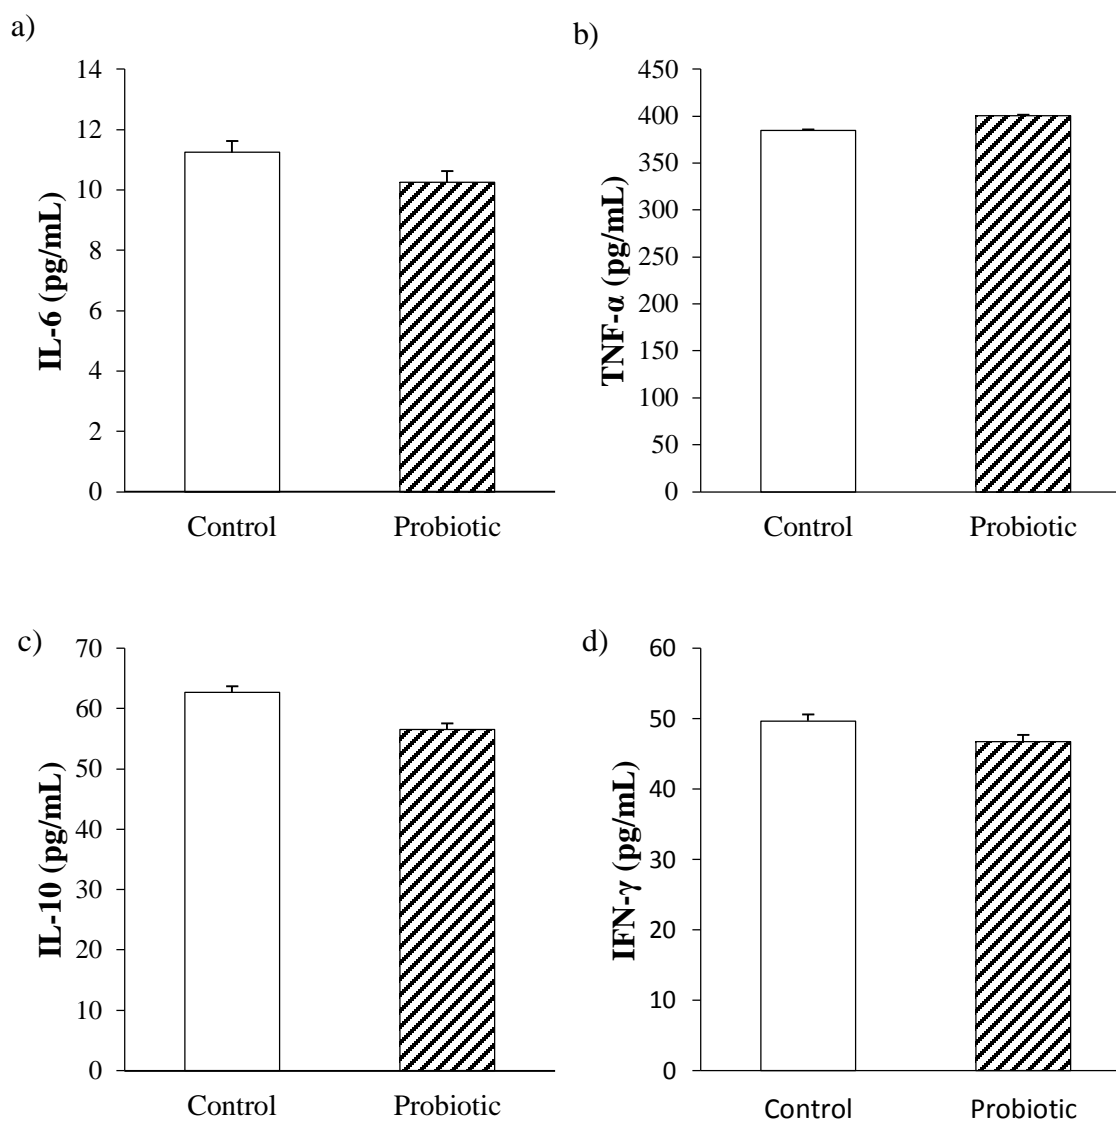 a)
14
12
10
8
6
4
2
0
IL-6 (pg/mL)
Control Probiotic
b)
450
400
350
300
250
200
150
100
50
0
TNF-α (pg/mL)
Control Probiotic
c)
70
60
50
40
30
20
10
0
IL-10 (pg/mL)
Control Probiotic
d)
60
50
40
30
20
10
0
IFN-γ (pg/mL)
Control Probiotic